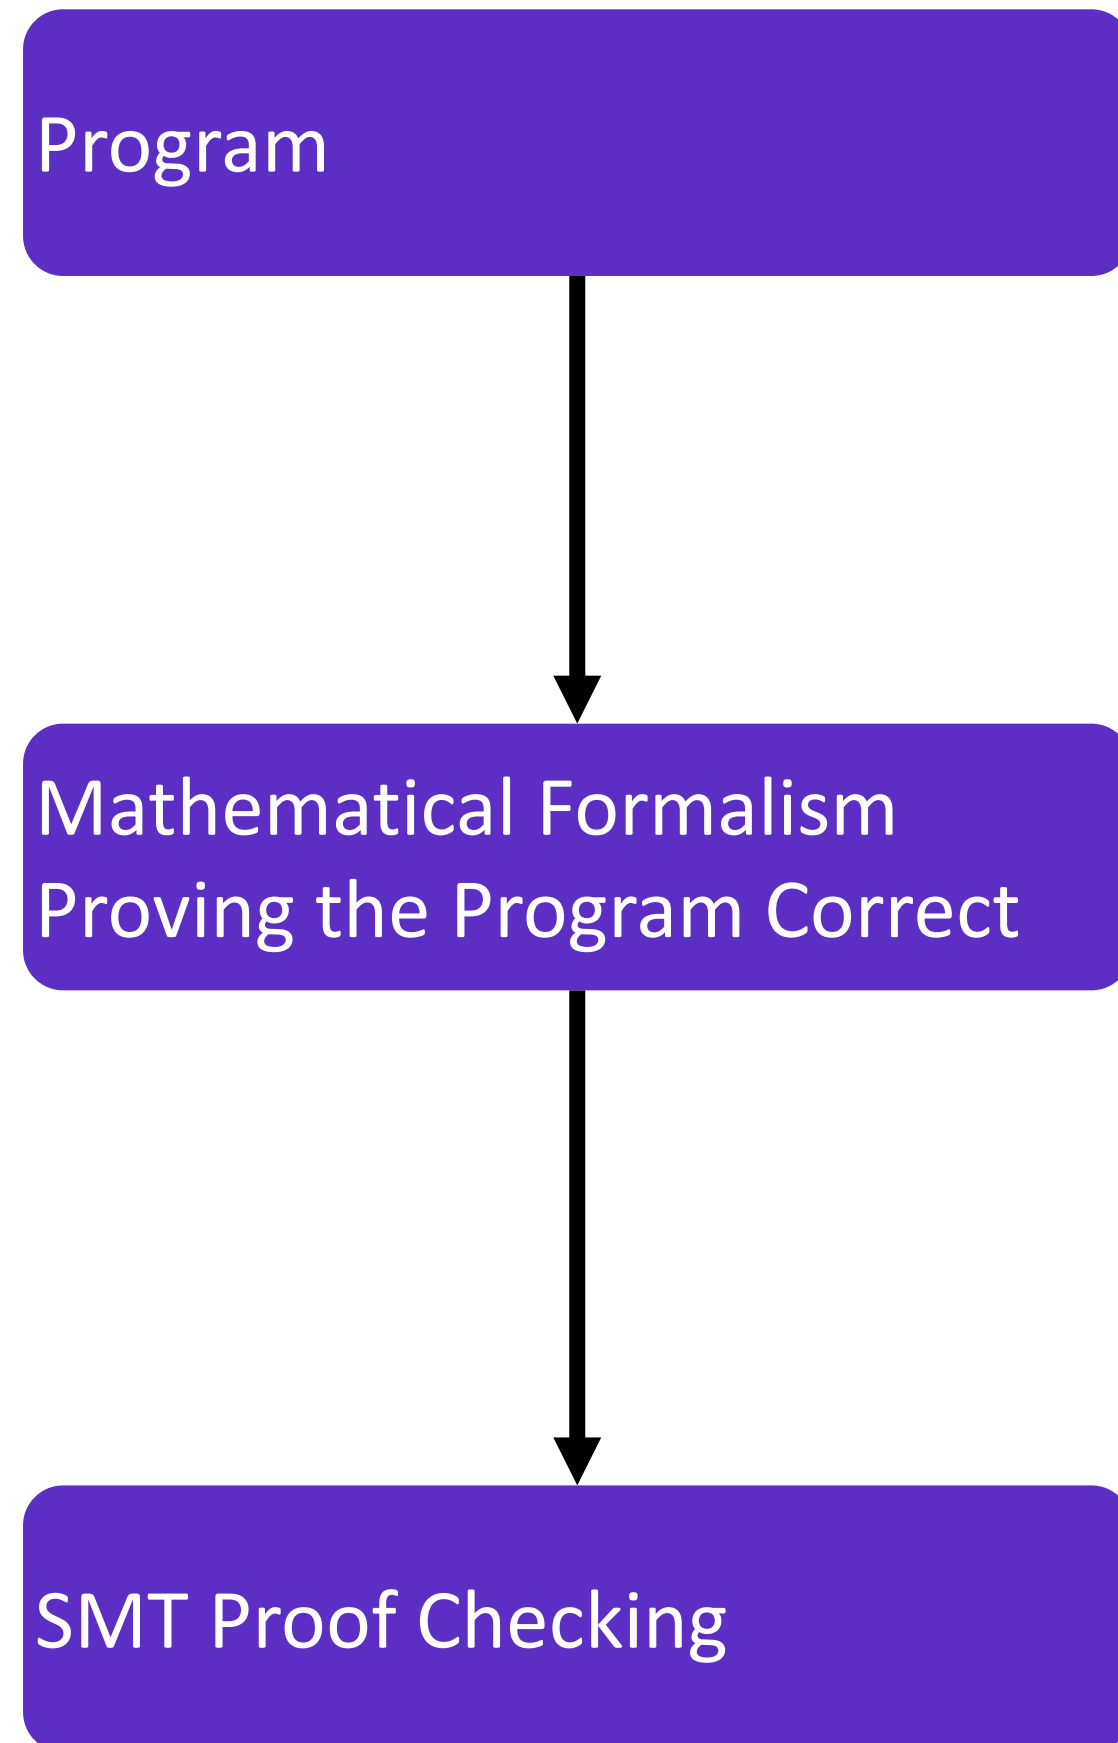 Program
Mathematical Formalism
Proving the Program Correct
SMT Proof Checking